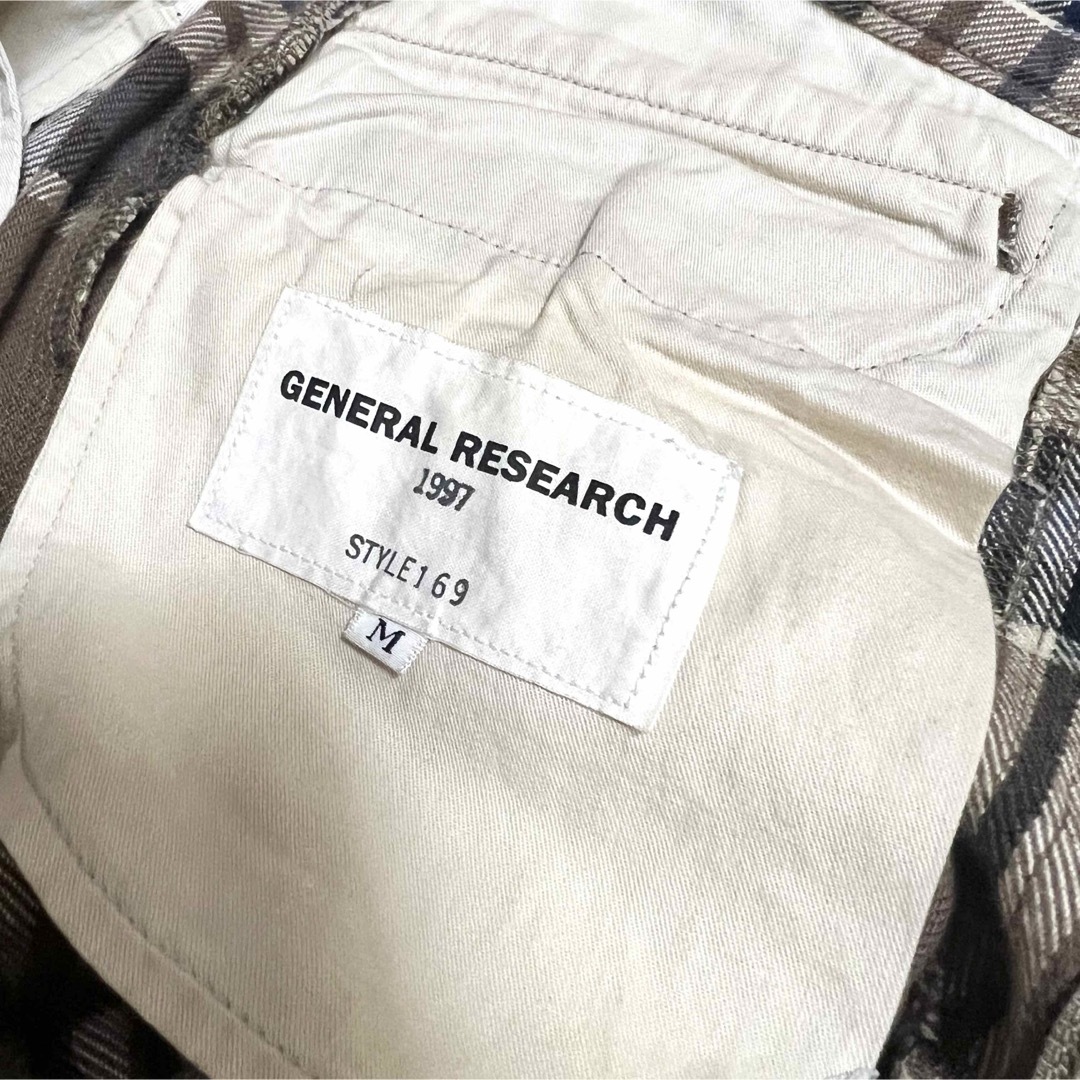 GENERAL RESEARCH
1997
STYLE169
M